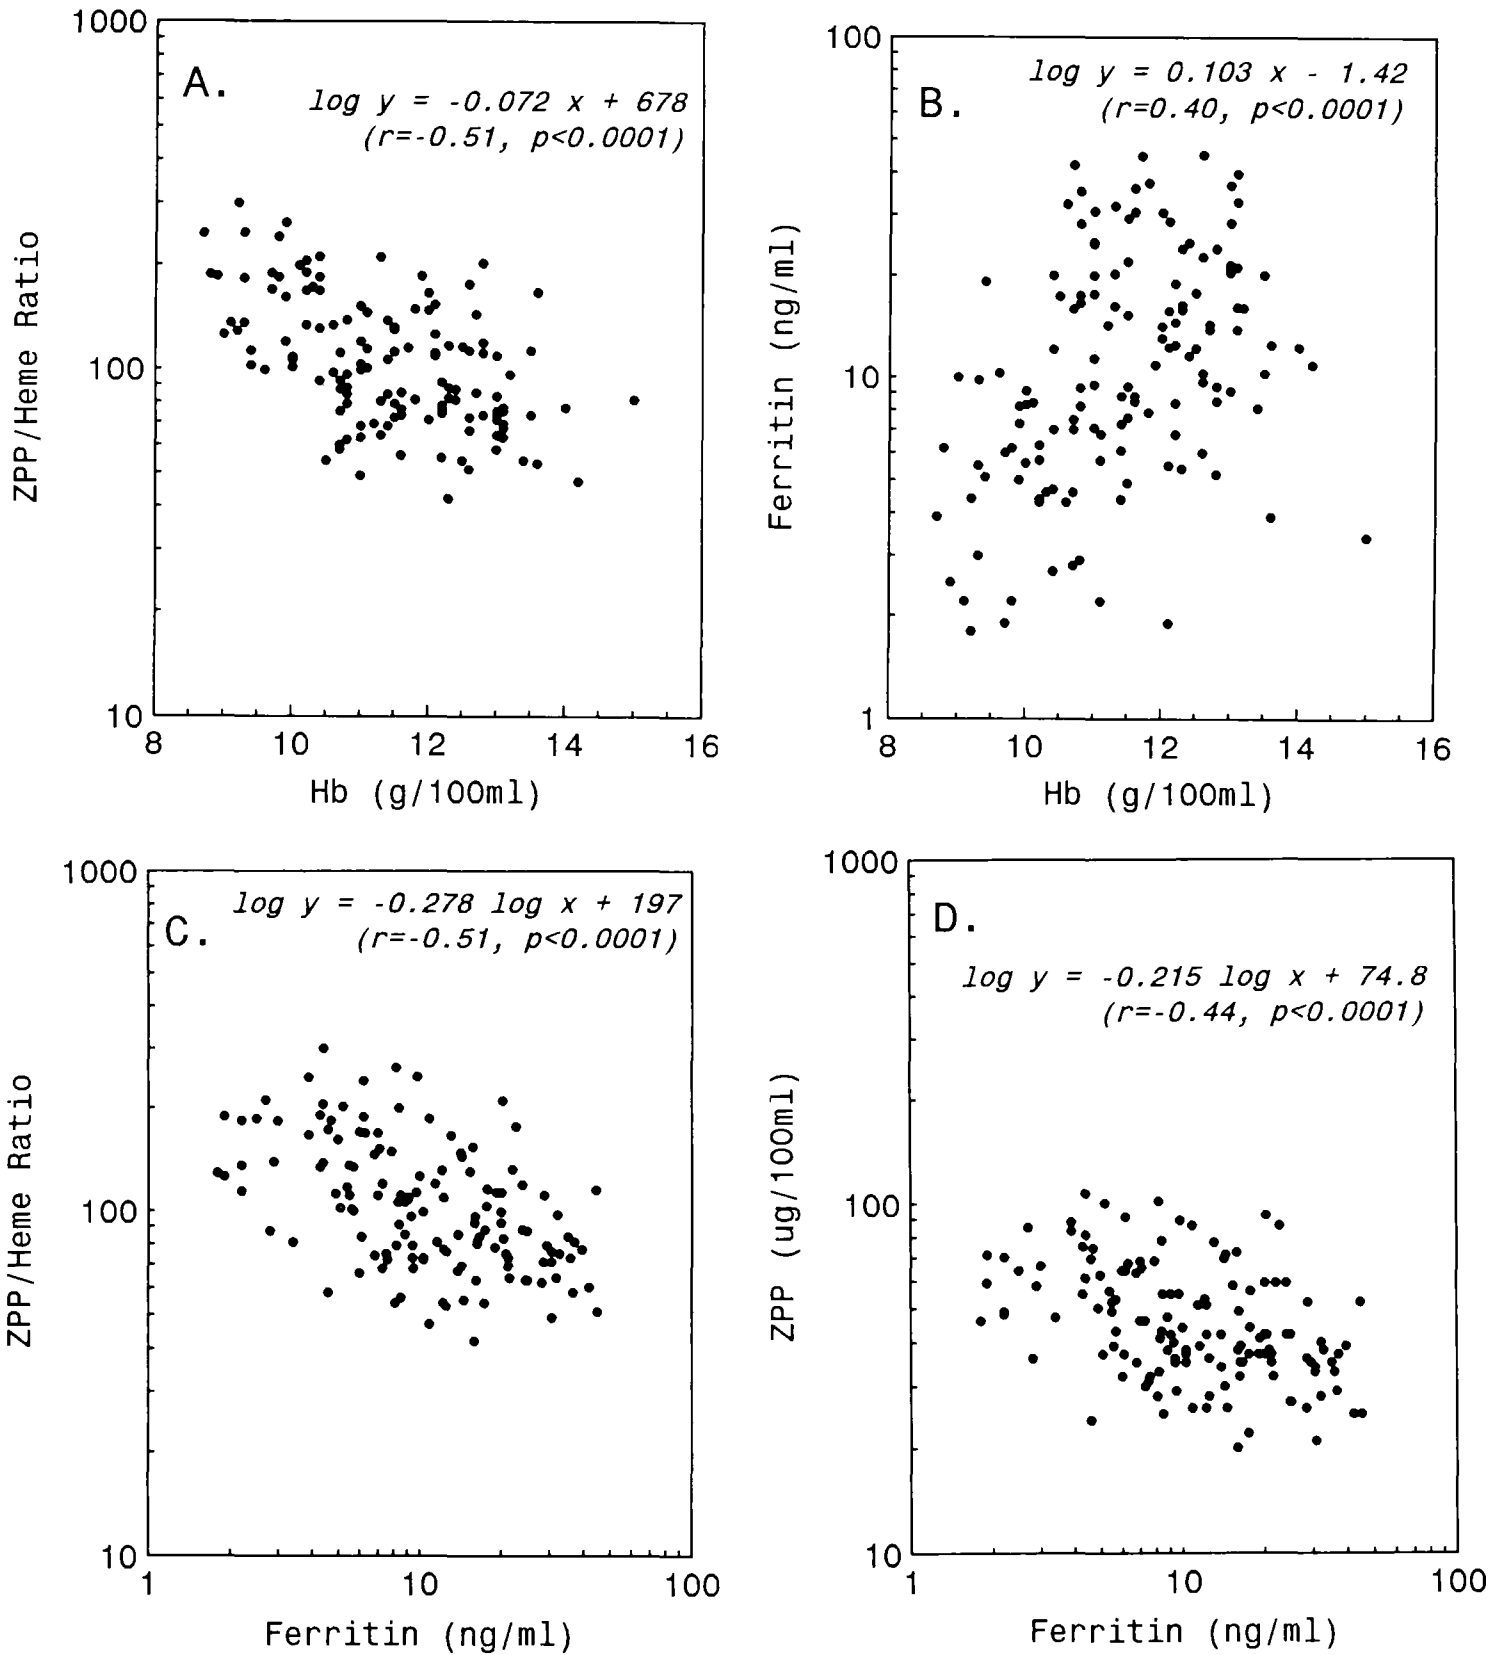 1000
A.
log y = -0.072 x + 678
(r=-0.51, p<0.0001)
100
10
ZPP/Heme Ratio
8 10 12 14 16
Hb (g/100ml)
100
log y = 0.103 x - 1.42
B.
(r=0.40, p<0.0001)
10
1
Ferritin (ng/ml)
8 10 12 14 16
Hb (g/100ml)
1000
log y = -0.278 log x + 197
C.
(r=-0.51, p<0.0001)
100
10
ZPP/Heme Ratio
1 10 100
Ferritin (ng/ml)
1000
D.
log y = -0.215 log x + 74.8
(r=-0.44, p<0.0001)
100
10
ZPP (ug/100ml)
1 10 100
Ferritin (ng/ml)